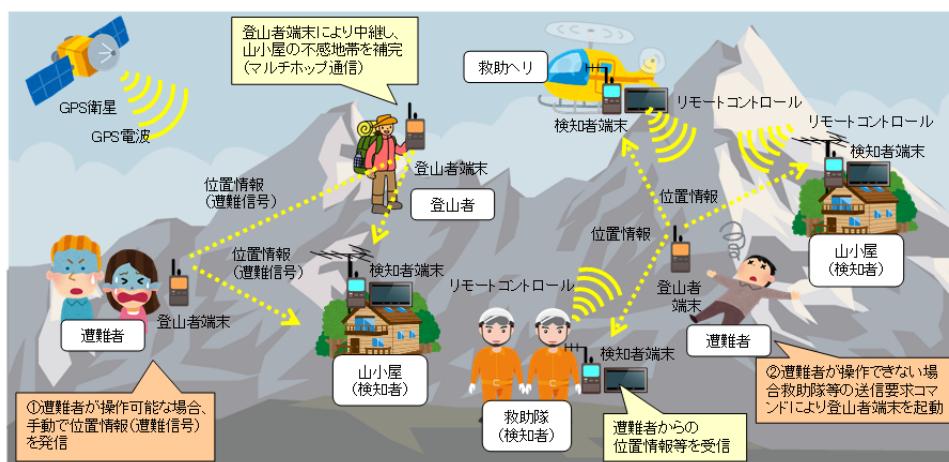 登山者端末により中継し、
山小屋の不感地帯を補完
(マルチホップ通信)
GPS衛星
GPS電波
救助ヘリ
検知者端末
リモートコントロール
リモートコントロール
検知者端末
登山者端末
登山者
位置情報
(遭難信号)
位置情報
(遭難信号)
位置情報
位置情報
位置情報
山小屋
(検知者)
検知者端末
リモートコントロール
登山者
端末
登山者端末
遭難者
遭難者
検知者端末
山小屋
(検知者)
救助隊
(検知者)
①遭難者が操作可能な場合、
手動で位置情報(遭難信号)
を発信
遭難者からの
位置情報等を受信
②遭難者が操作できない場
合救助隊等の送信要求コマ
ンドにより登山者端末を起動